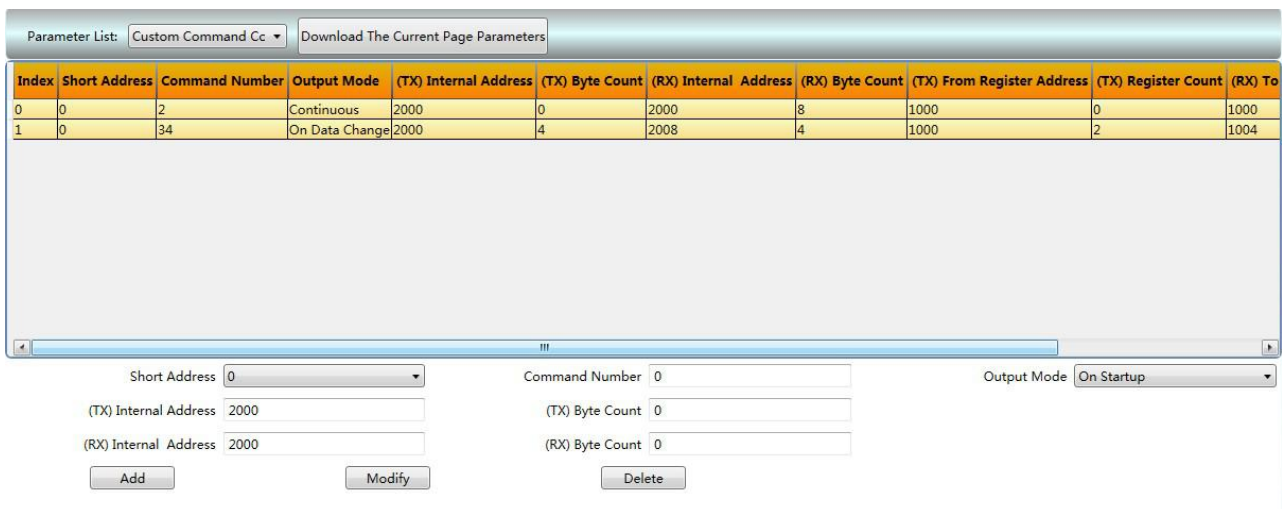 Parameter List: Custom Command Cc Download The Current Page Parameters
Index Short Address Command Number Output Mode (TX) Internal Address (TX) Byte Count (RX) Internal Address (RX) Byte Count (TX) From Register Address (TX) Register Count (RX) To
0 0 2 Continuous 2000 0 2000 8 1000 0 1000
1 0 34 On Data Change 2000 4 2008 4 1000 2 1004
Short Address 0 Command Number 0 Output Mode On Startup
(TX) Internal Address 2000 (TX) Byte Count 0
(RX) Internal Address 2000 (RX) Byte Count 0
Add Modify Delete